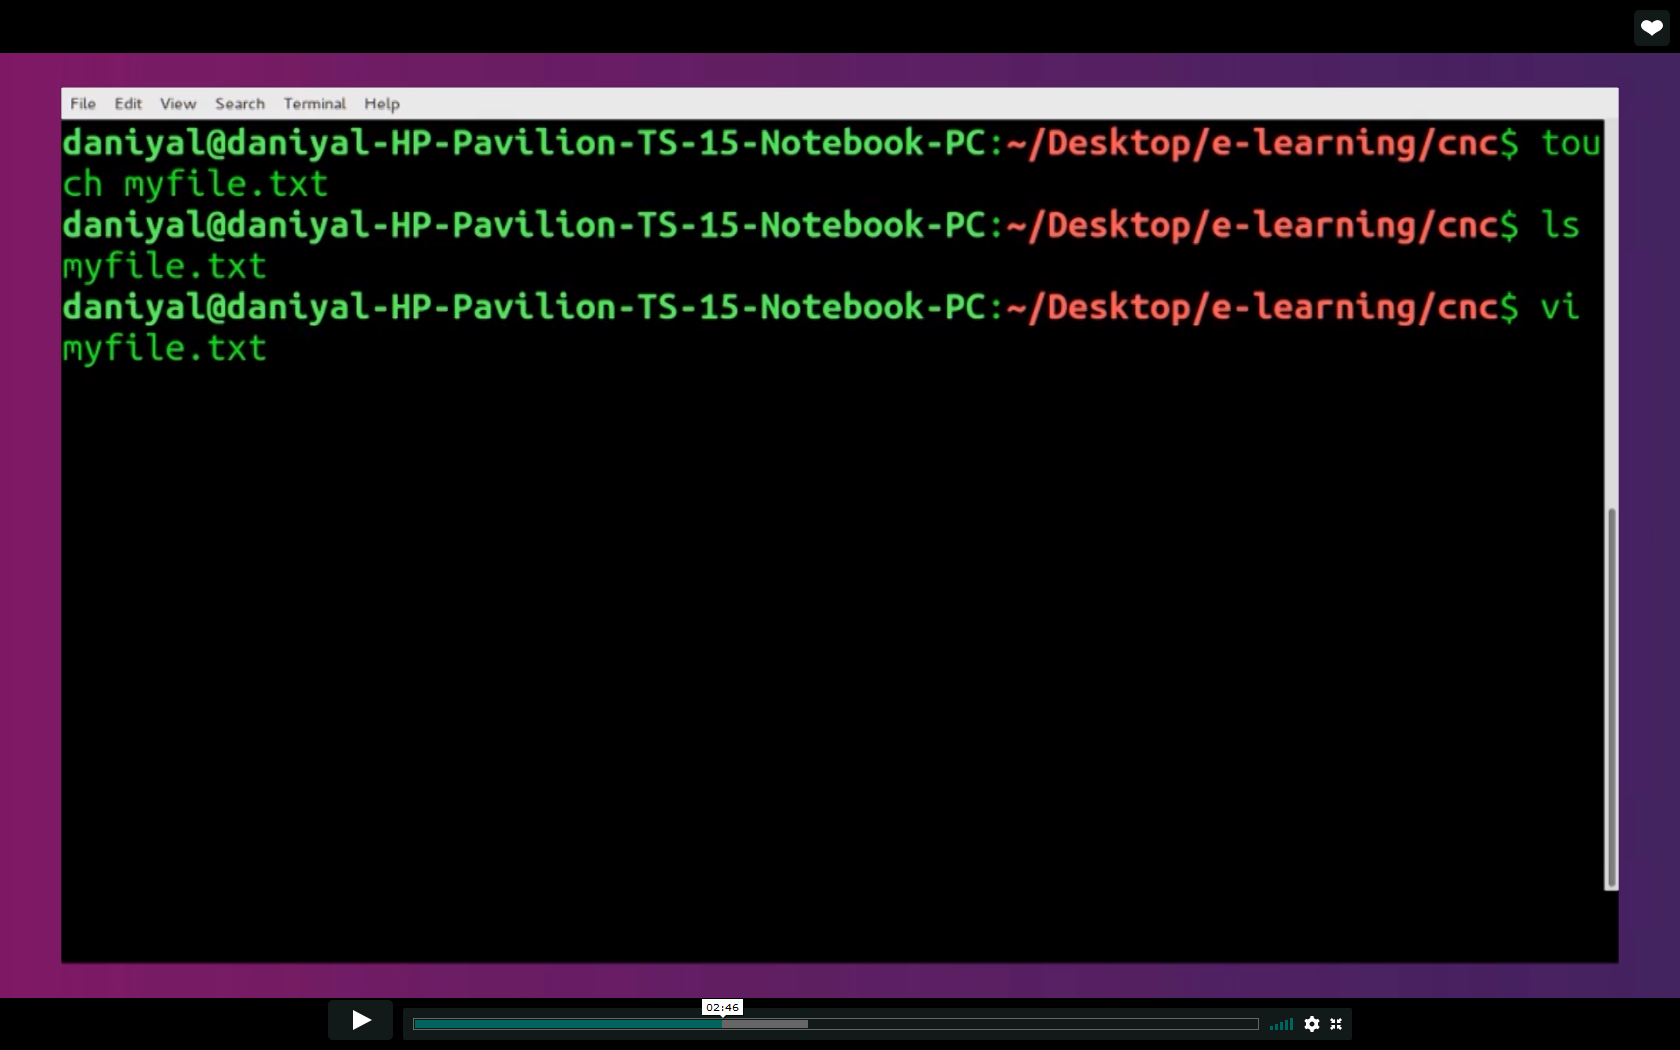 File Edit View Search Terminal Help
daniyal@daniyal-HP-Pavilion-TS-15-Notebook-PC:~/Desktop/e-learning/cnc$ tou
ch myfile.txt
daniyal@daniyal-HP-Pavilion-TS-15-Notebook-PC:~/Desktop/e-learning/cnc$ ls
myfile.txt
daniyal@daniyal-HP-Pavilion-TS-15-Notebook-PC:~/Desktop/e-learning/cnc$ vi
myfile.txt
02:46